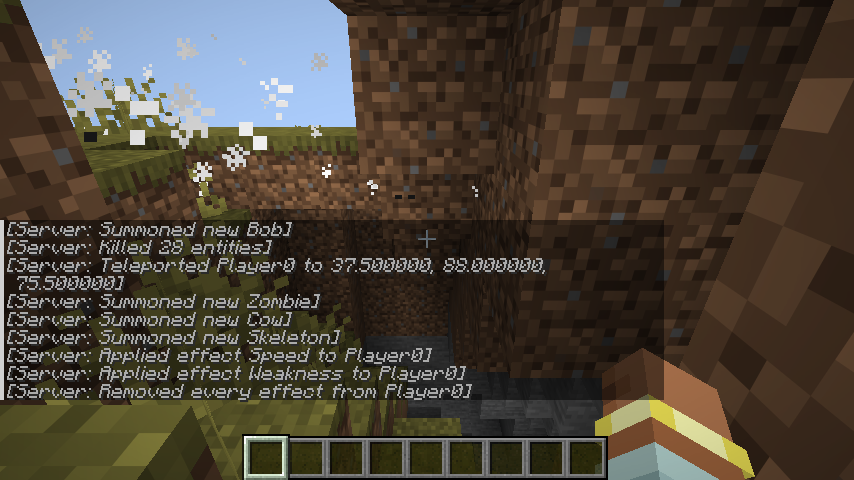 [Server: Summoned new Bob]
[Server: Killed 28 entities]
[Server: Teleported Player0 to 37.500000, 88.000000,
75.500000]
[Server: Summoned new Zombie]
[Server: Summoned new Cow]
[Server: Summoned new Skeleton]
[Server: Applied effect Speed to Player0]
[Server: Applied effect Weakness to Player0]
[Server: Removed every effect from Player0]